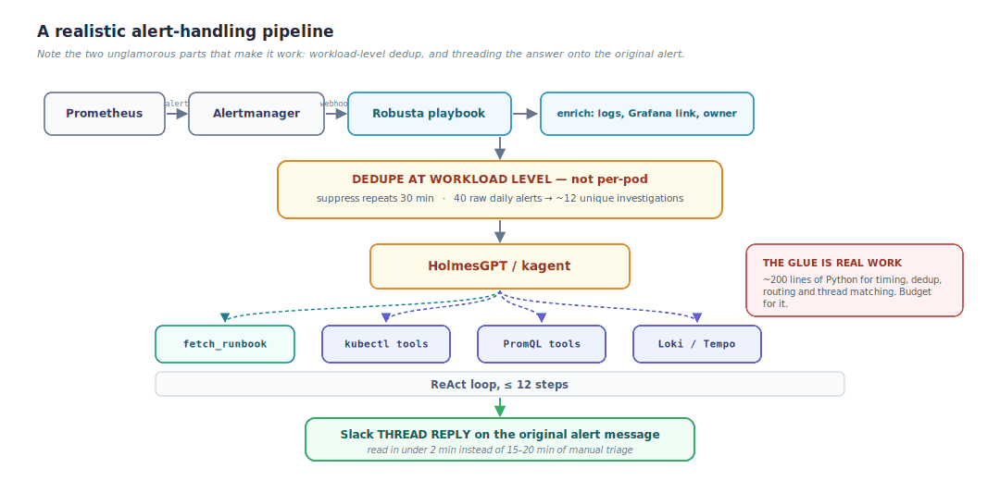 A realistic alert-handling pipeline
Note the two unglamorous parts that make it work: workload-level dedup, and threading the answer onto the original alert.
Prometheus
alert
Alertmanager
webhoo
Robusta playbook
enrich: logs, Grafana link, owner
DEDUPE AT WORKLOAD LEVEL — not per-pod
suppress repeats 30 min · 40 raw daily alerts → ~12 unique investigations
HolmesGPT / kagent
THE GLUE IS REAL WORK
~200 lines of Python for timing, dedup,
routing and thread matching. Budget
for it.
fetch_runbook
kubectl tools
PromQL tools
Loki / Tempo
ReAct loop, ≤ 12 steps
Slack THREAD REPLY on the original alert message
read in under 2 min instead of 15–20 min of manual triage